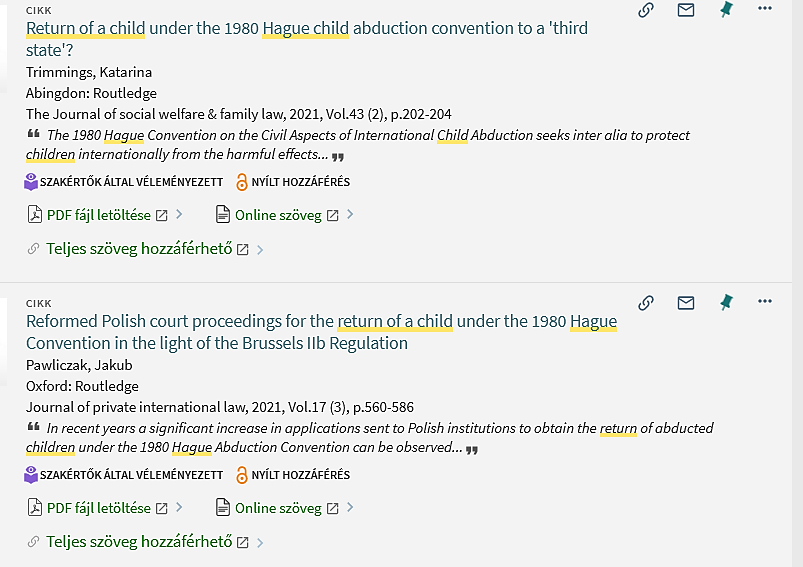 CIKK
Return of a child under the 1980 Hague child abduction convention to a 'third
state'?
Trimmings, Katarina
Abingdon: Routledge
The Journal of social welfare & family law, 2021, Vol.43 (2), p.202-204
❝ The 1980 Hague Convention on the Civil Aspects of International Child Abduction seeks inter alia to protect
children internationally from the harmful effects... ❞
SZAKÉRTŐK ÁLTAL VÉLEMÉNYEZETT NYÍLT HOZZÁFÉRÉS
PDF fájl letöltése Online szöveg
Teljes szöveg hozzáférhető
CIKK
Reformed Polish court proceedings for the return of a child under the 1980 Hague
Convention in the light of the Brussels IIb Regulation
Pawliczak, Jakub
Oxford: Routledge
Journal of private international law, 2021, Vol.17 (3), p.560-586
❝ In recent years a significant increase in applications sent to Polish institutions to obtain the return of abducted
children under the 1980 Hague Abduction Convention can be observed... ❞
SZAKÉRTŐK ÁLTAL VÉLEMÉNYEZETT NYÍLT HOZZÁFÉRÉS
PDF fájl letöltése Online szöveg
Teljes szöveg hozzáférhető